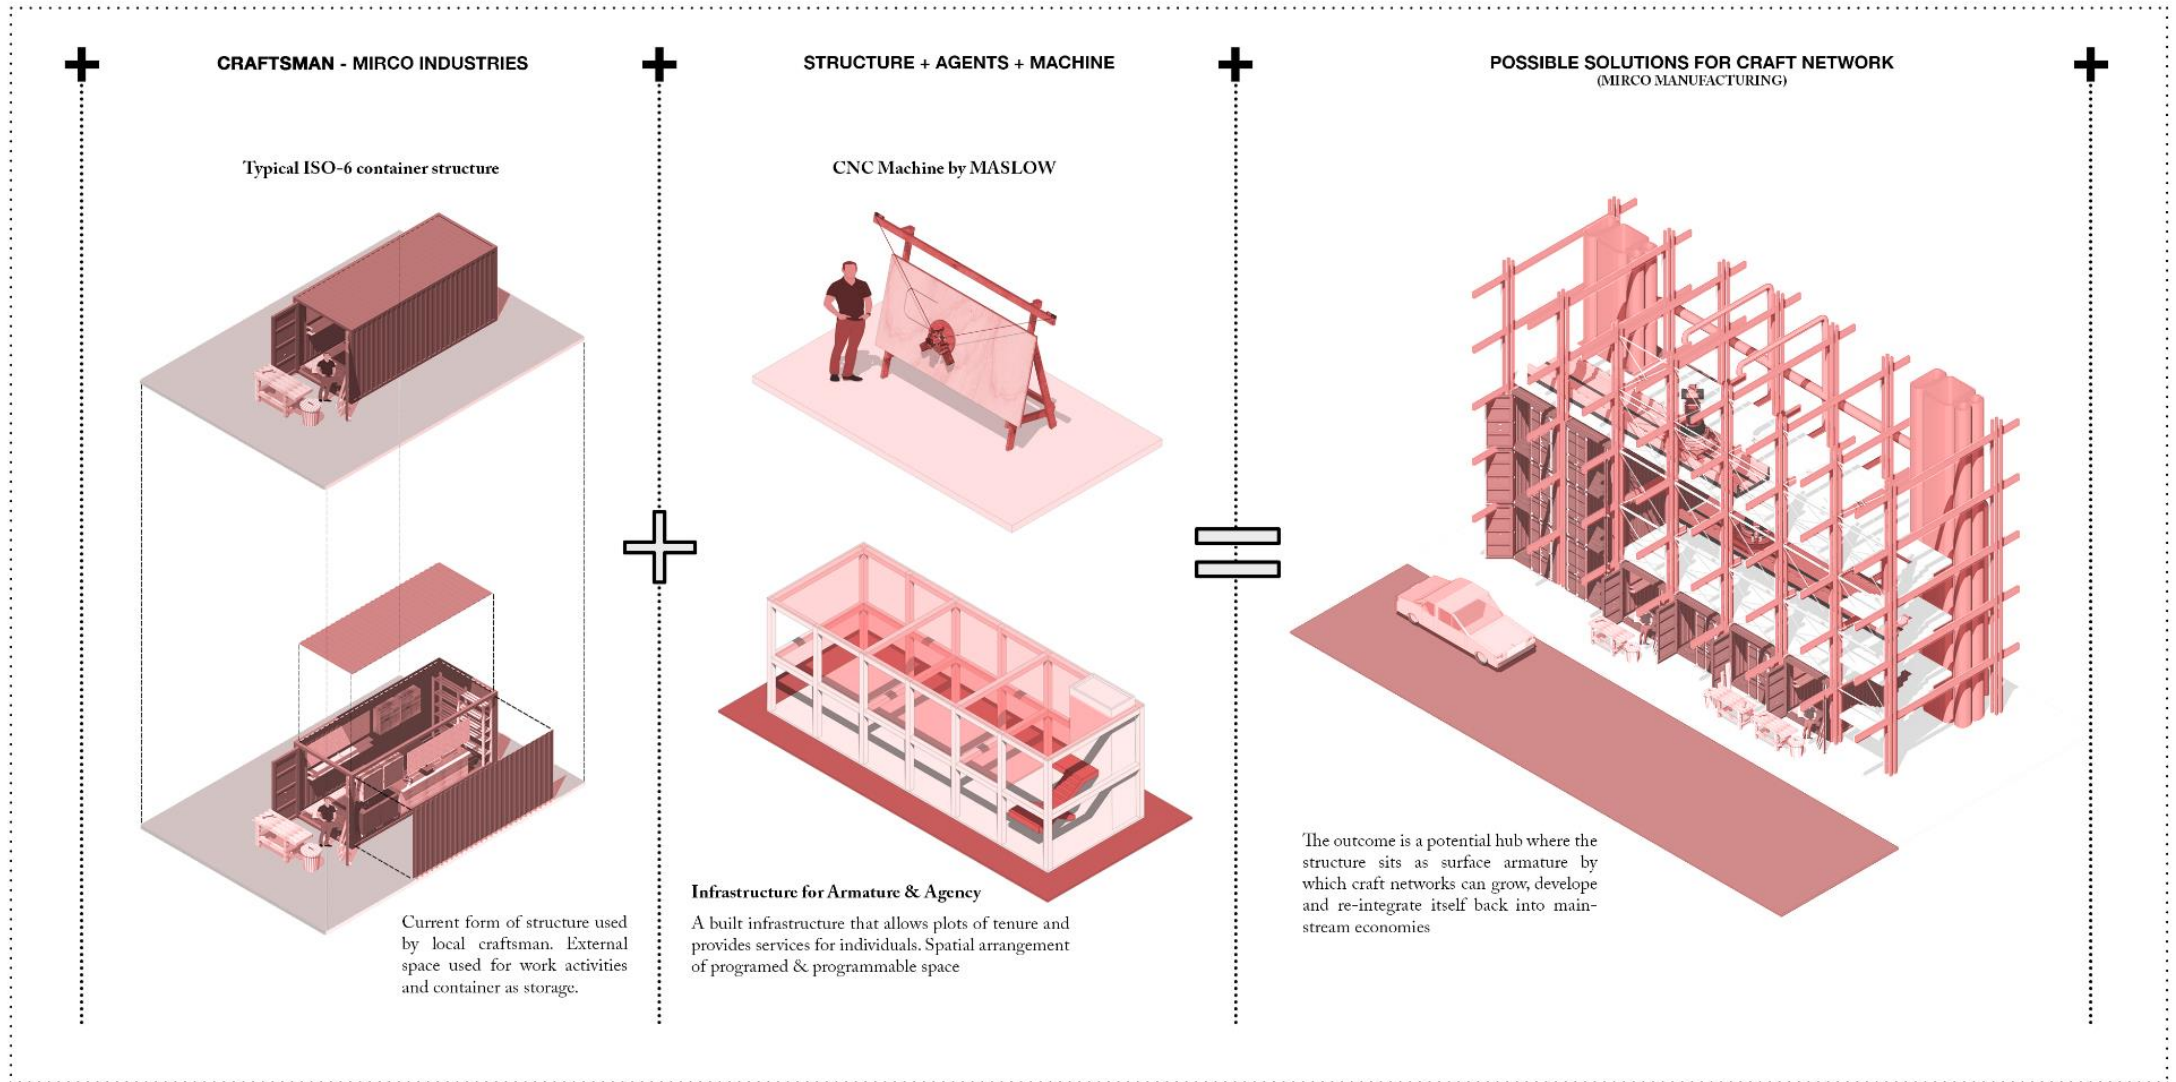 CRAFTSMAN - MIRCO INDUSTRIES
Typical ISO-6 container structure
Current form of structure used
by local craftsman. External
space used for work activities
and container as storage.
STRUCTURE + AGENTS + MACHINE
CNC Machine by MASLOW
Infrastructure for Armature & Agency
A built infrastructure that allows plots of tenure and
provides services for individuals. Spatial arrangement
of programed & programmable space
POSSIBLE SOLUTIONS FOR CRAFT NETWORK
(MIRCO MANUFACTURING)
The outcome is a potential hub where the
structure sits as surface armature by
which craft networks can grow, develope
and re-integrate itself back into main-
stream economies